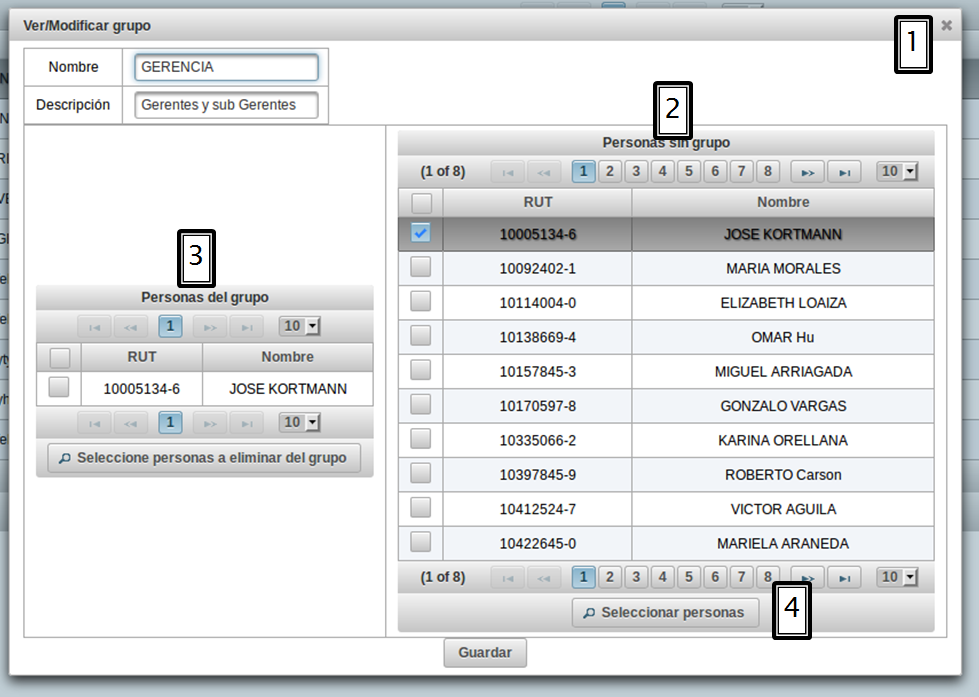 Ver/Modificar grupo
1
Nombre GERENCIA
Descripción Gerentes y sub Gerentes
2
Personas sin grupo
(1 of 8) 1 2 3 4 5 6 7 8 10
RUT Nombre
10005134-6 JOSE KORTMANN
10092402-1 MARIA MORALES
10114004-0 ELIZABETH LOAIZA
10138669-4 OMAR Hu
10157845-3 MIGUEL ARRIAGADA
10170597-8 GONZALO VARGAS
10335066-2 KARINA ORELLANA
10397845-9 ROBERTO Carson
10412524-7 VICTOR AGUILA
10422645-0 MARIELA ARANEDA
(1 of 8) 1 2 3 4 5 6 7 8 10
Seleccionar personas
4
3
Personas del grupo
1 10
RUT Nombre
10005134-6 JOSE KORTMANN
1 10
Seleccione personas a eliminar del grupo
Guardar